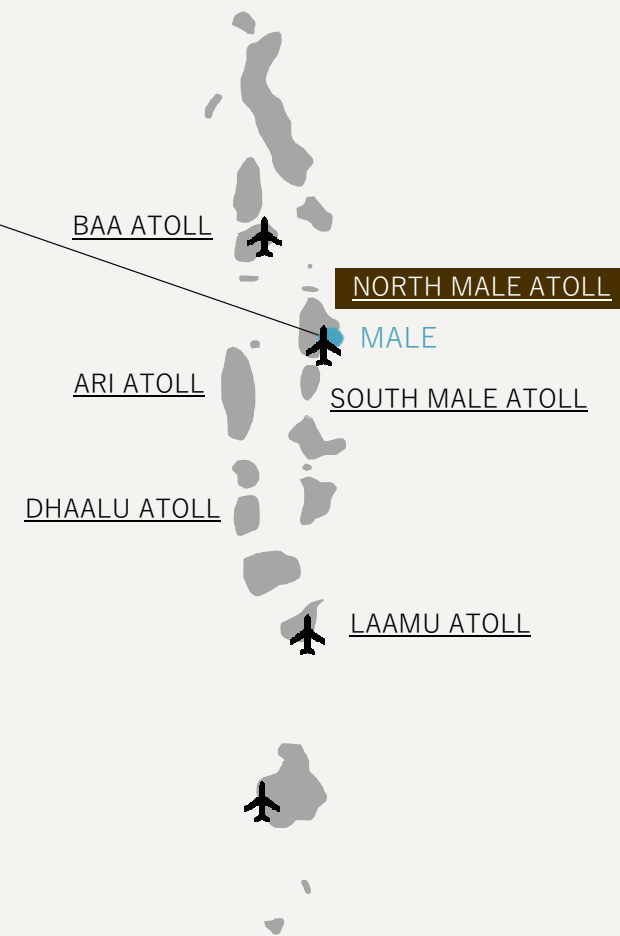 BAA ATOLL
NORTH MALE ATOLL
MALE
ARI ATOLL
SOUTH MALE ATOLL
DHAALU ATOLL
LAAMU ATOLL